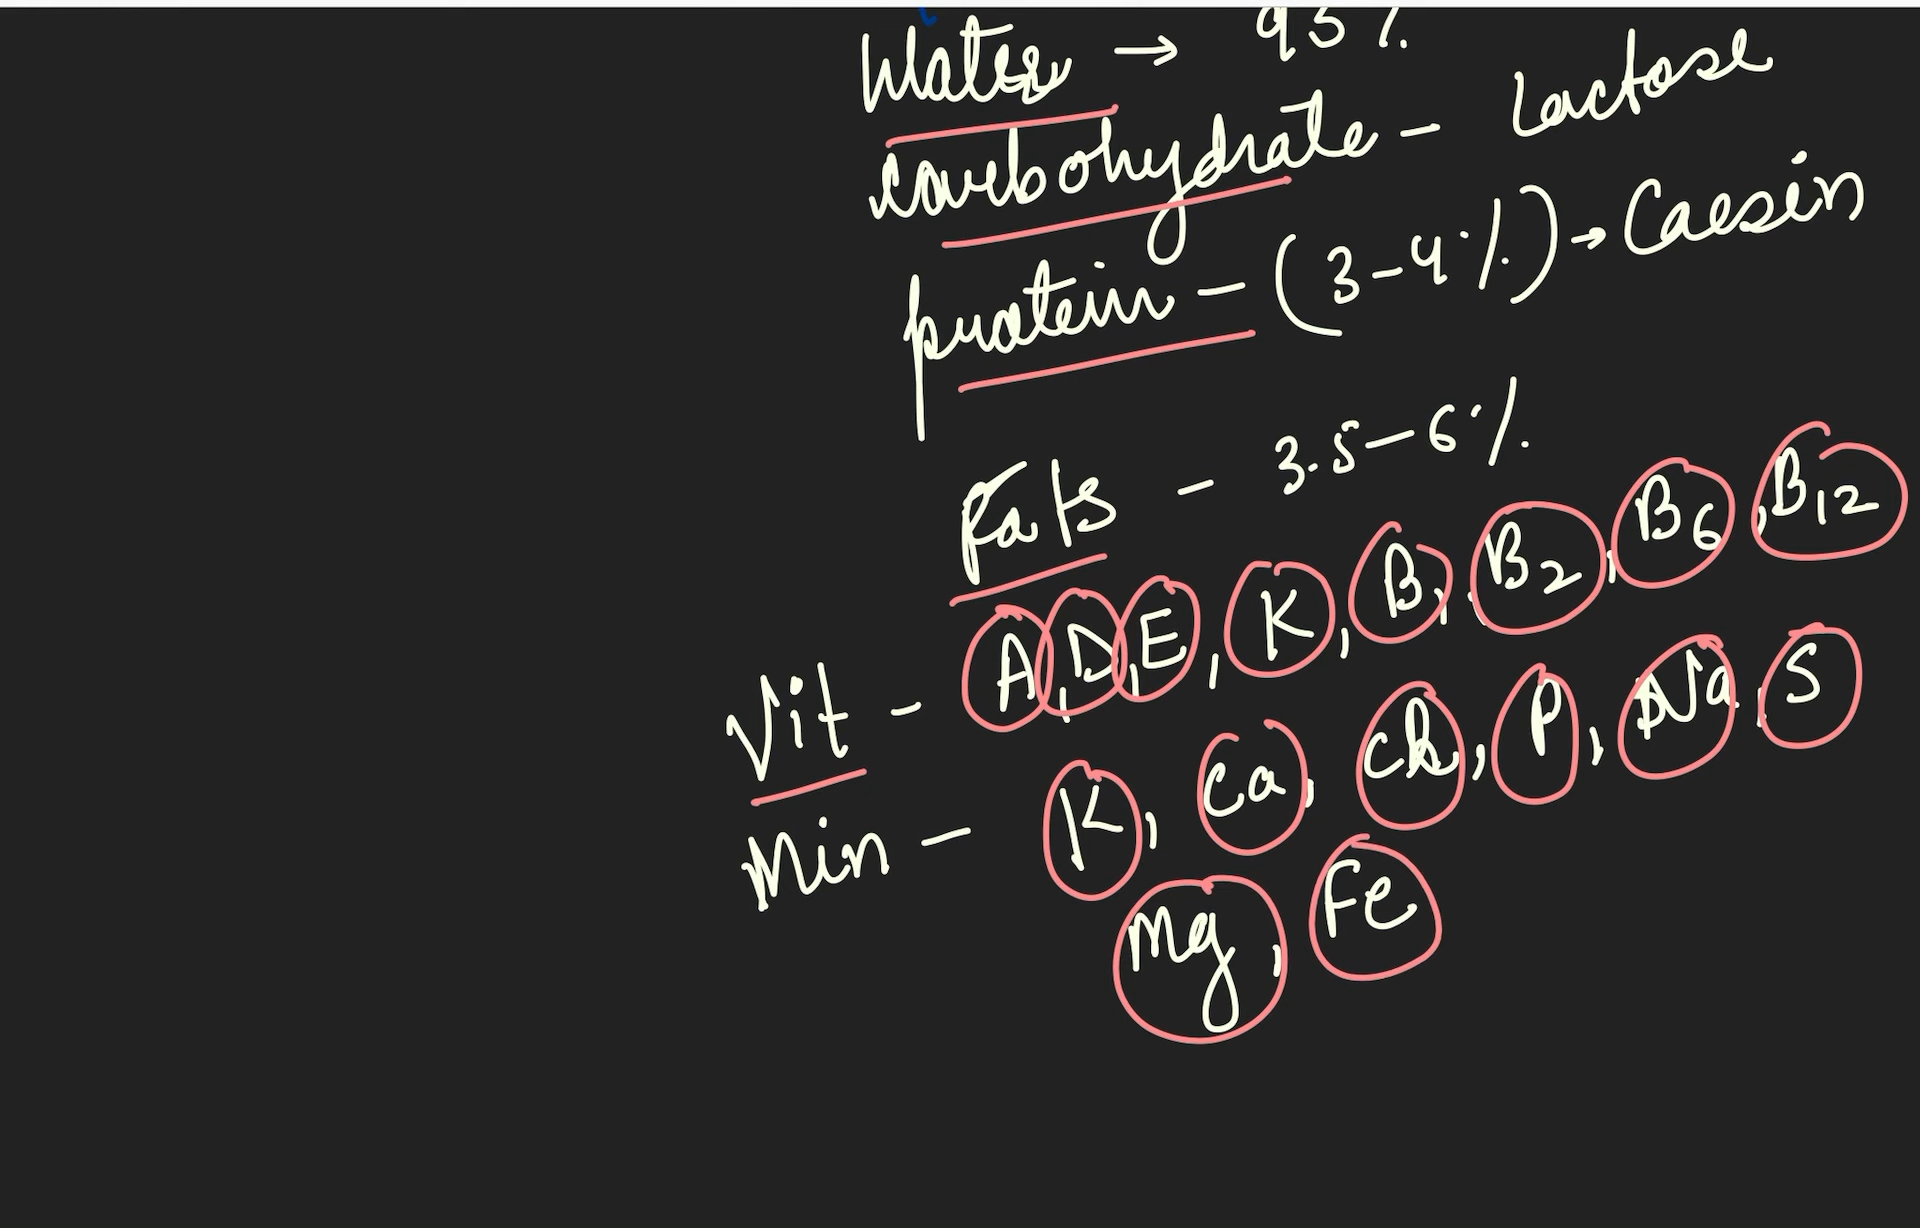 Water → 93%
Carbohydrate - Lactose
protein - (3-4%) → Caesin
Fats - 3.5-6%
Vit - A, D, E, K, B, B2, B6, B12
Min - K, Ca, Cl, P, Na, S
Mg, Fe